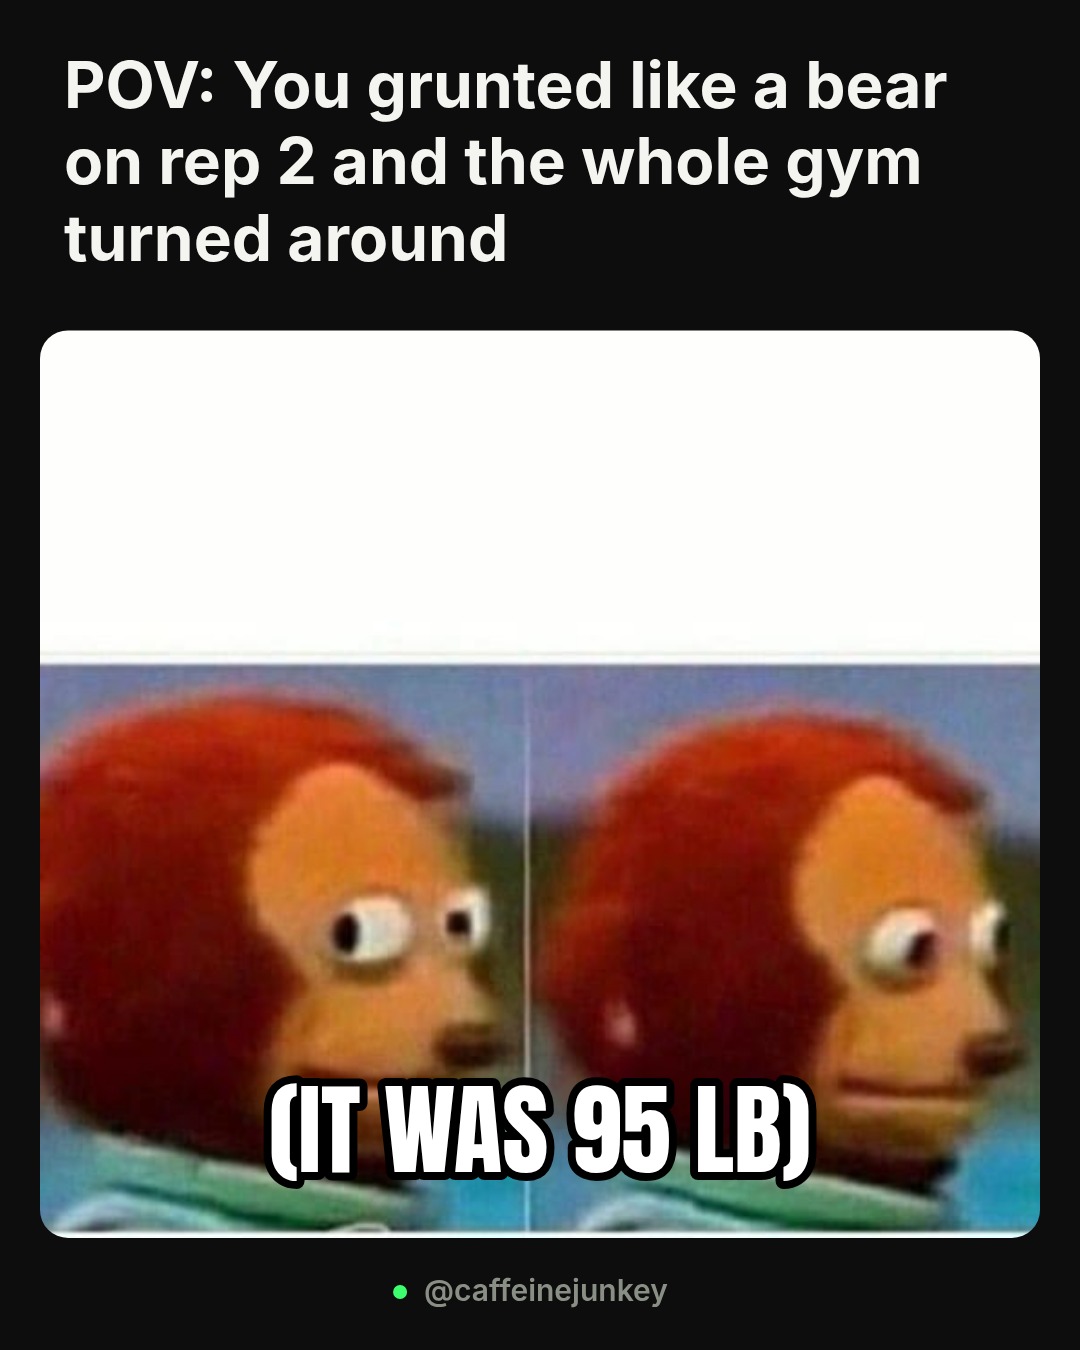 POV: You grunted like a bear
on rep 2 and the whole gym
turned around
(IT WAS 95 LB)
@caffeinejunkey